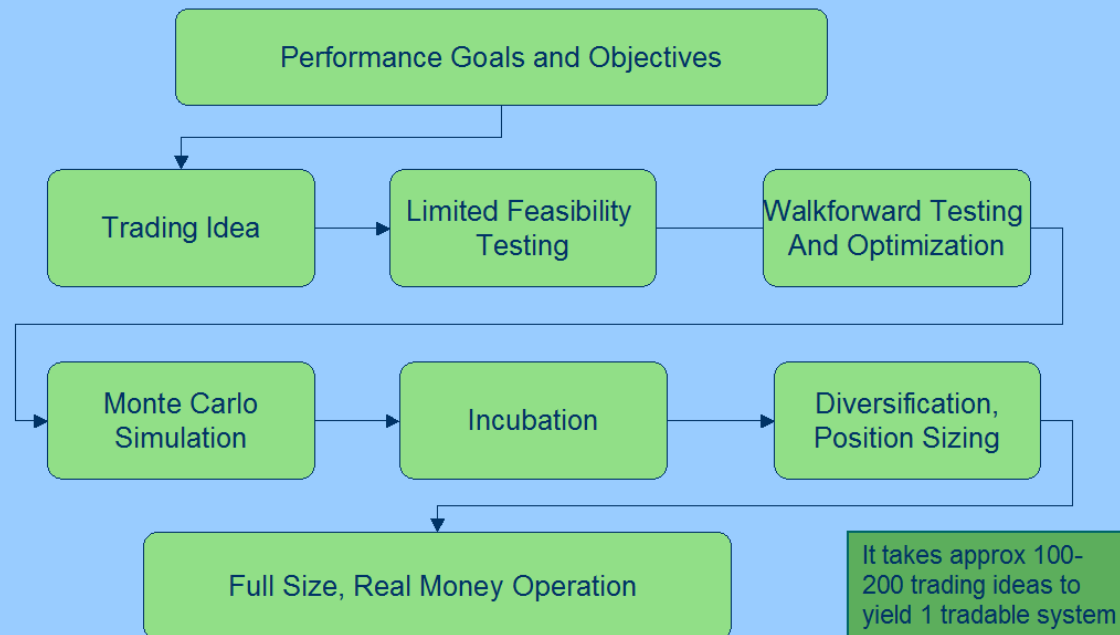 Performance Goals and Objectives
Trading Idea
Limited Feasibility
Testing
Walkforward Testing
And Optimization
Monte Carlo
Simulation
Incubation
Diversification,
Position Sizing
Full Size, Real Money Operation
It takes approx 100-
200 trading ideas to
yield 1 tradable system